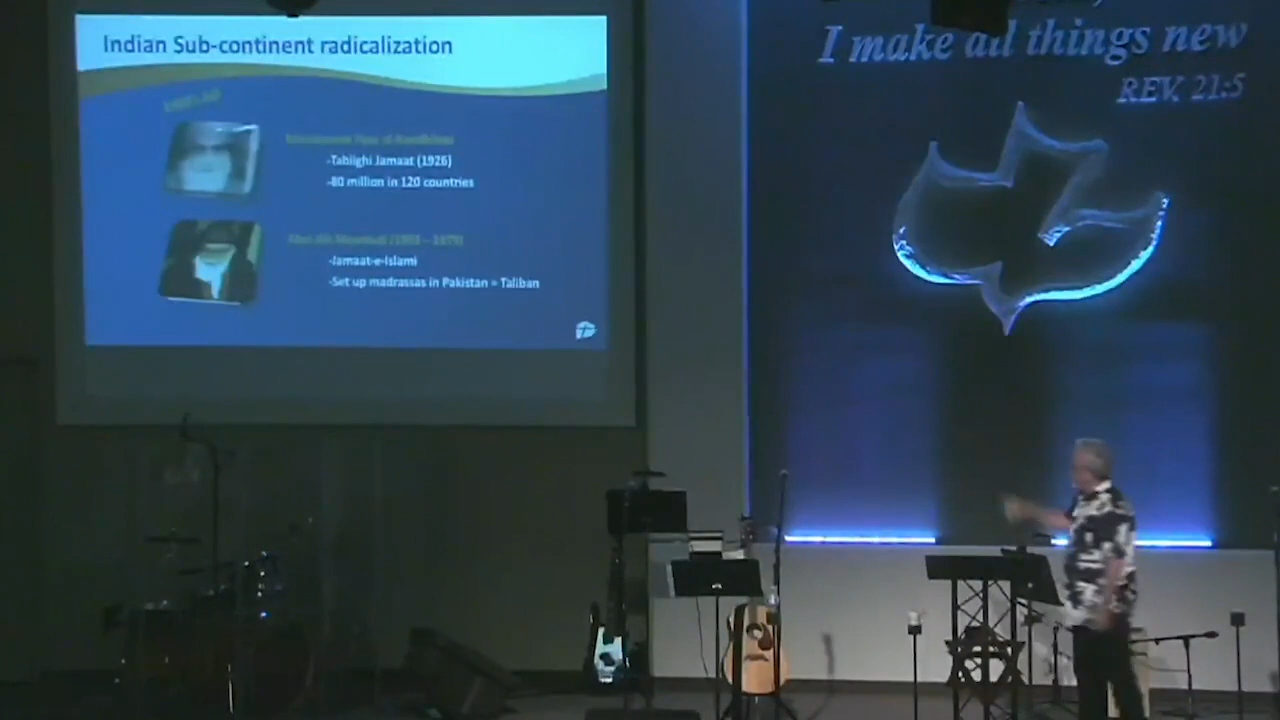 Indian Sub-continent radicalization
-Tablighi Jamaat (1926)
-80 million in 120 countries
-Jamaat-e-Islami
-Set up madrassas in Pakistan = Taliban
I make all things new
REV. 21:5